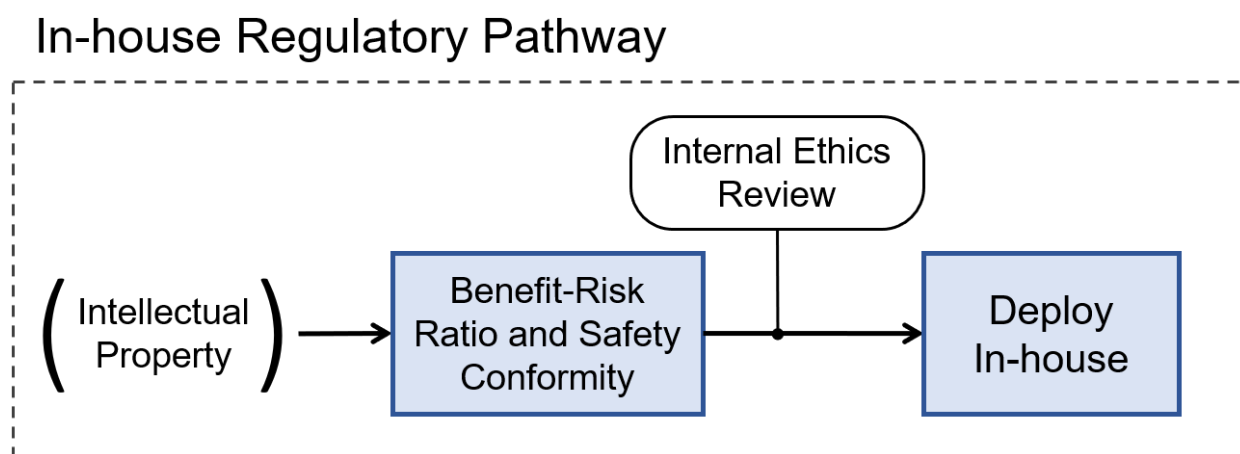 In-house Regulatory Pathway
Internal Ethics
Review
( Intellectual
Property )
Benefit-Risk
Ratio and Safety
Conformity
Deploy
In-house